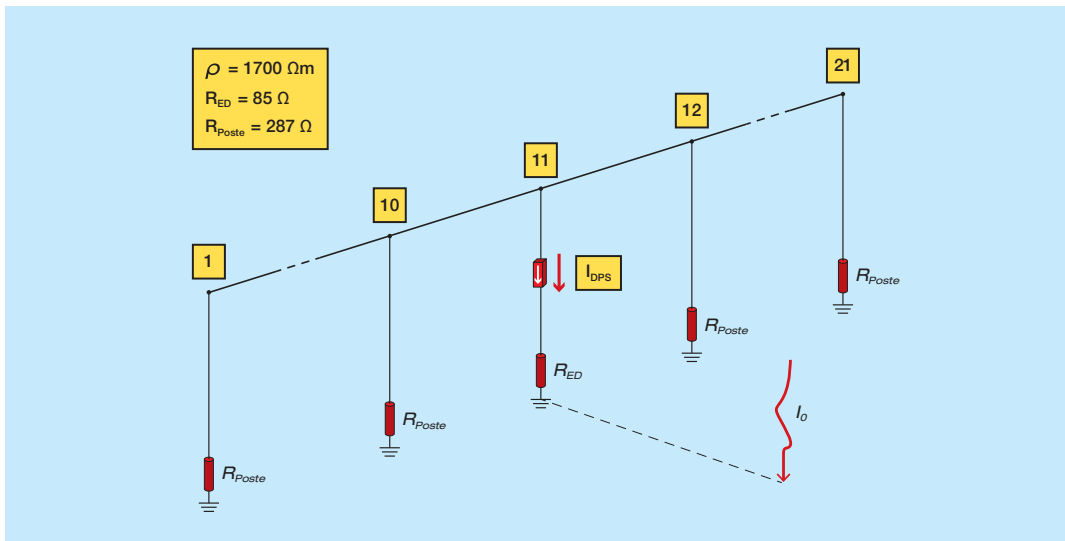 ρ = 1700 Ωm
R_ED = 85 Ω
R_Poste = 287 Ω
21
12
11
10
1
I_DPS
R_Poste
R_Poste
R_ED
I_0
R_Poste
R_Poste